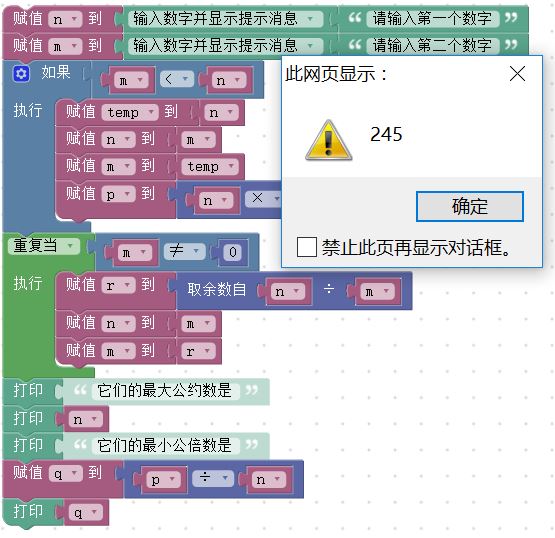 赋值 n 到 输入数字并显示提示消息 “ 请输入第一个数字 ”
赋值 m 到 输入数字并显示提示消息 “ 请输入第二个数字 ”
如果 m < n
执行 赋值 temp 到 n
赋值 n 到 m
赋值 m 到 temp
赋值 p 到 n ×
此网页显示：
245
确定
禁止此页再显示对话框。
重复当 m ≠ 0
执行 赋值 r 到 取余数自 n ÷ m
赋值 n 到 m
赋值 m 到 r
打印 “ 它们的最大公约数是 ”
打印 n
打印 “ 它们的最小公倍数是 ”
赋值 q 到 p ÷ n
打印 q